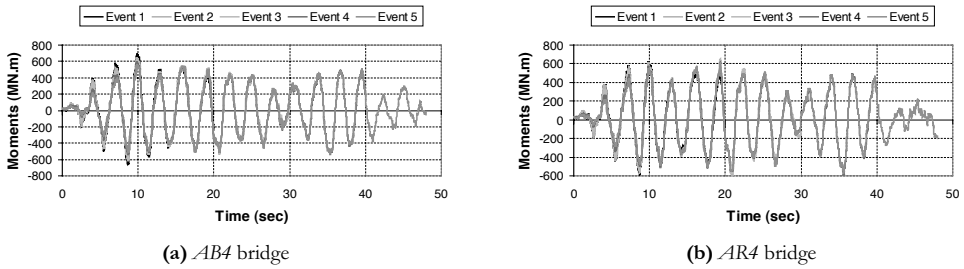 Event 1 Event 2 Event 3 Event 4 Event 5
Moments (MN.m)
800
600
400
200
0
-200
-400
-600
-800
0 10 20 30 40 50
Time (sec)
(a) AB4 bridge
Event 1 Event 2 Event 3 Event 4 Event 5
Moments (MN.m)
800
600
400
200
0
-200
-400
-600
0 10 20 30 40 50
Time (sec)
(b) AR4 bridge